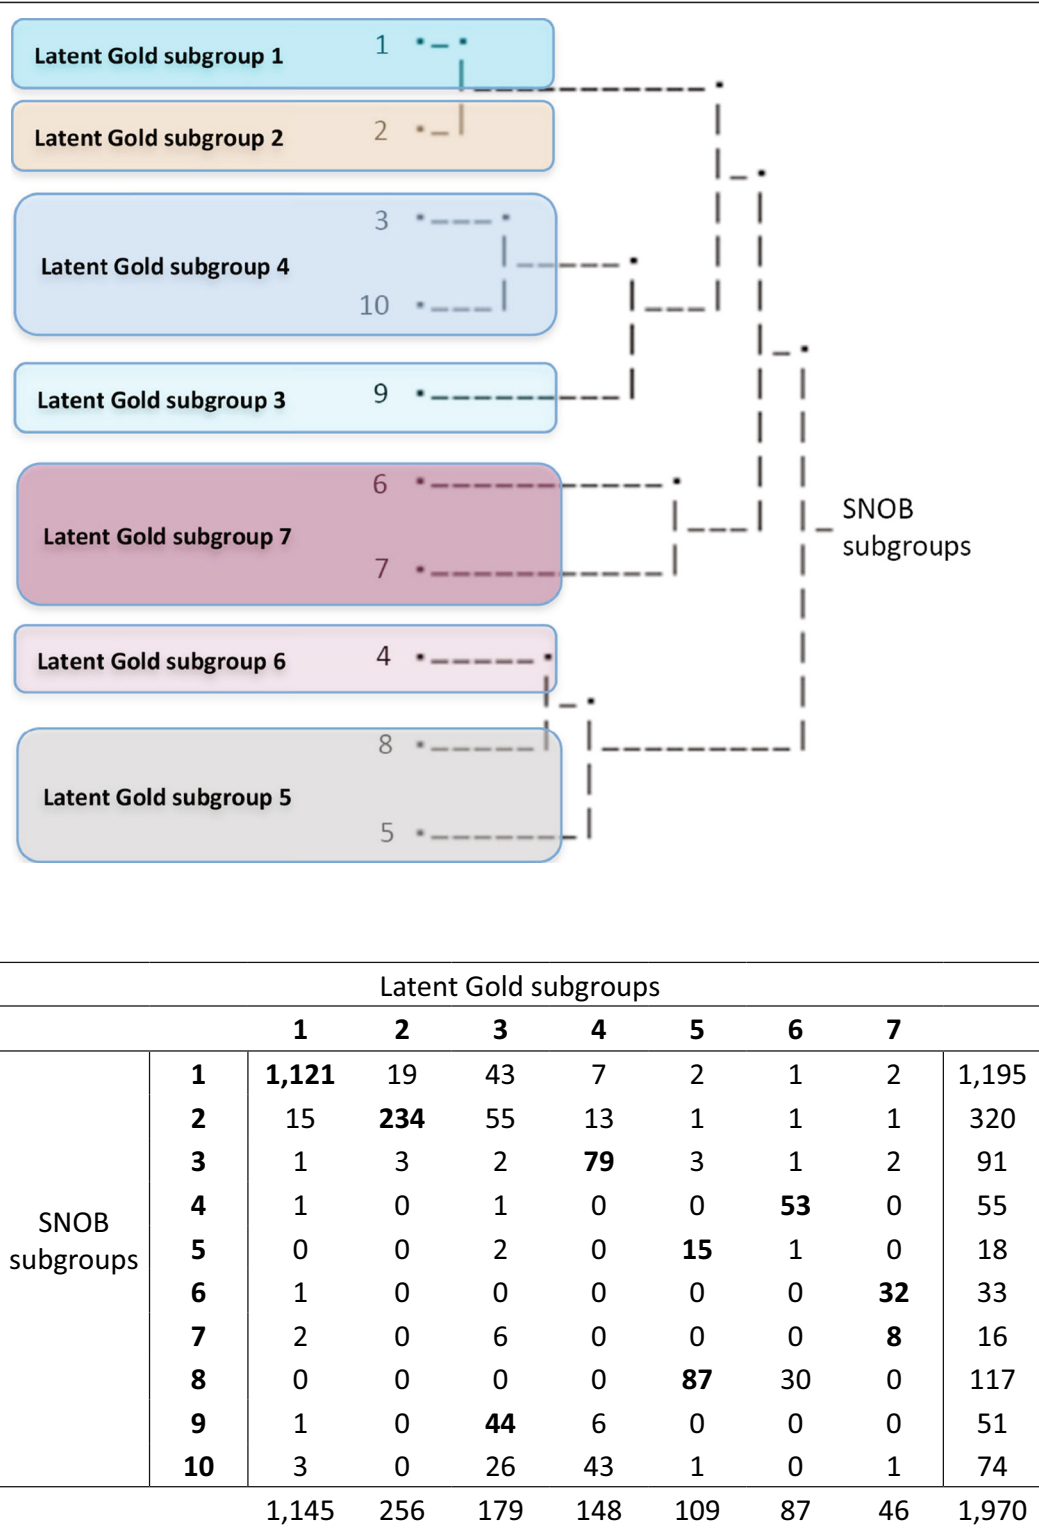 Latent Gold subgroup 1 1
Latent Gold subgroup 2 2
3
Latent Gold subgroup 4
10
Latent Gold subgroup 3 9
6
Latent Gold subgroup 7
7
SNOB
subgroups
Latent Gold subgroup 6 4
8
Latent Gold subgroup 5
5
Latent Gold subgroups
1 2 3 4 5 6 7
1 1,121 19 43 7 2 1 2 1,195
2 15 234 55 13 1 1 1 320
3 1 3 2 79 3 1 2 91
4 1 0 1 0 0 53 0 55
SNOB
subgroups
5 0 0 2 0 15 1 0 18
6 1 0 0 0 0 0 32 33
7 2 0 6 0 0 0 8 16
8 0 0 0 0 87 30 0 117
9 1 0 44 6 0 0 0 51
10 3 0 26 43 1 0 1 74
1,145 256 179 148 109 87 46 1,970